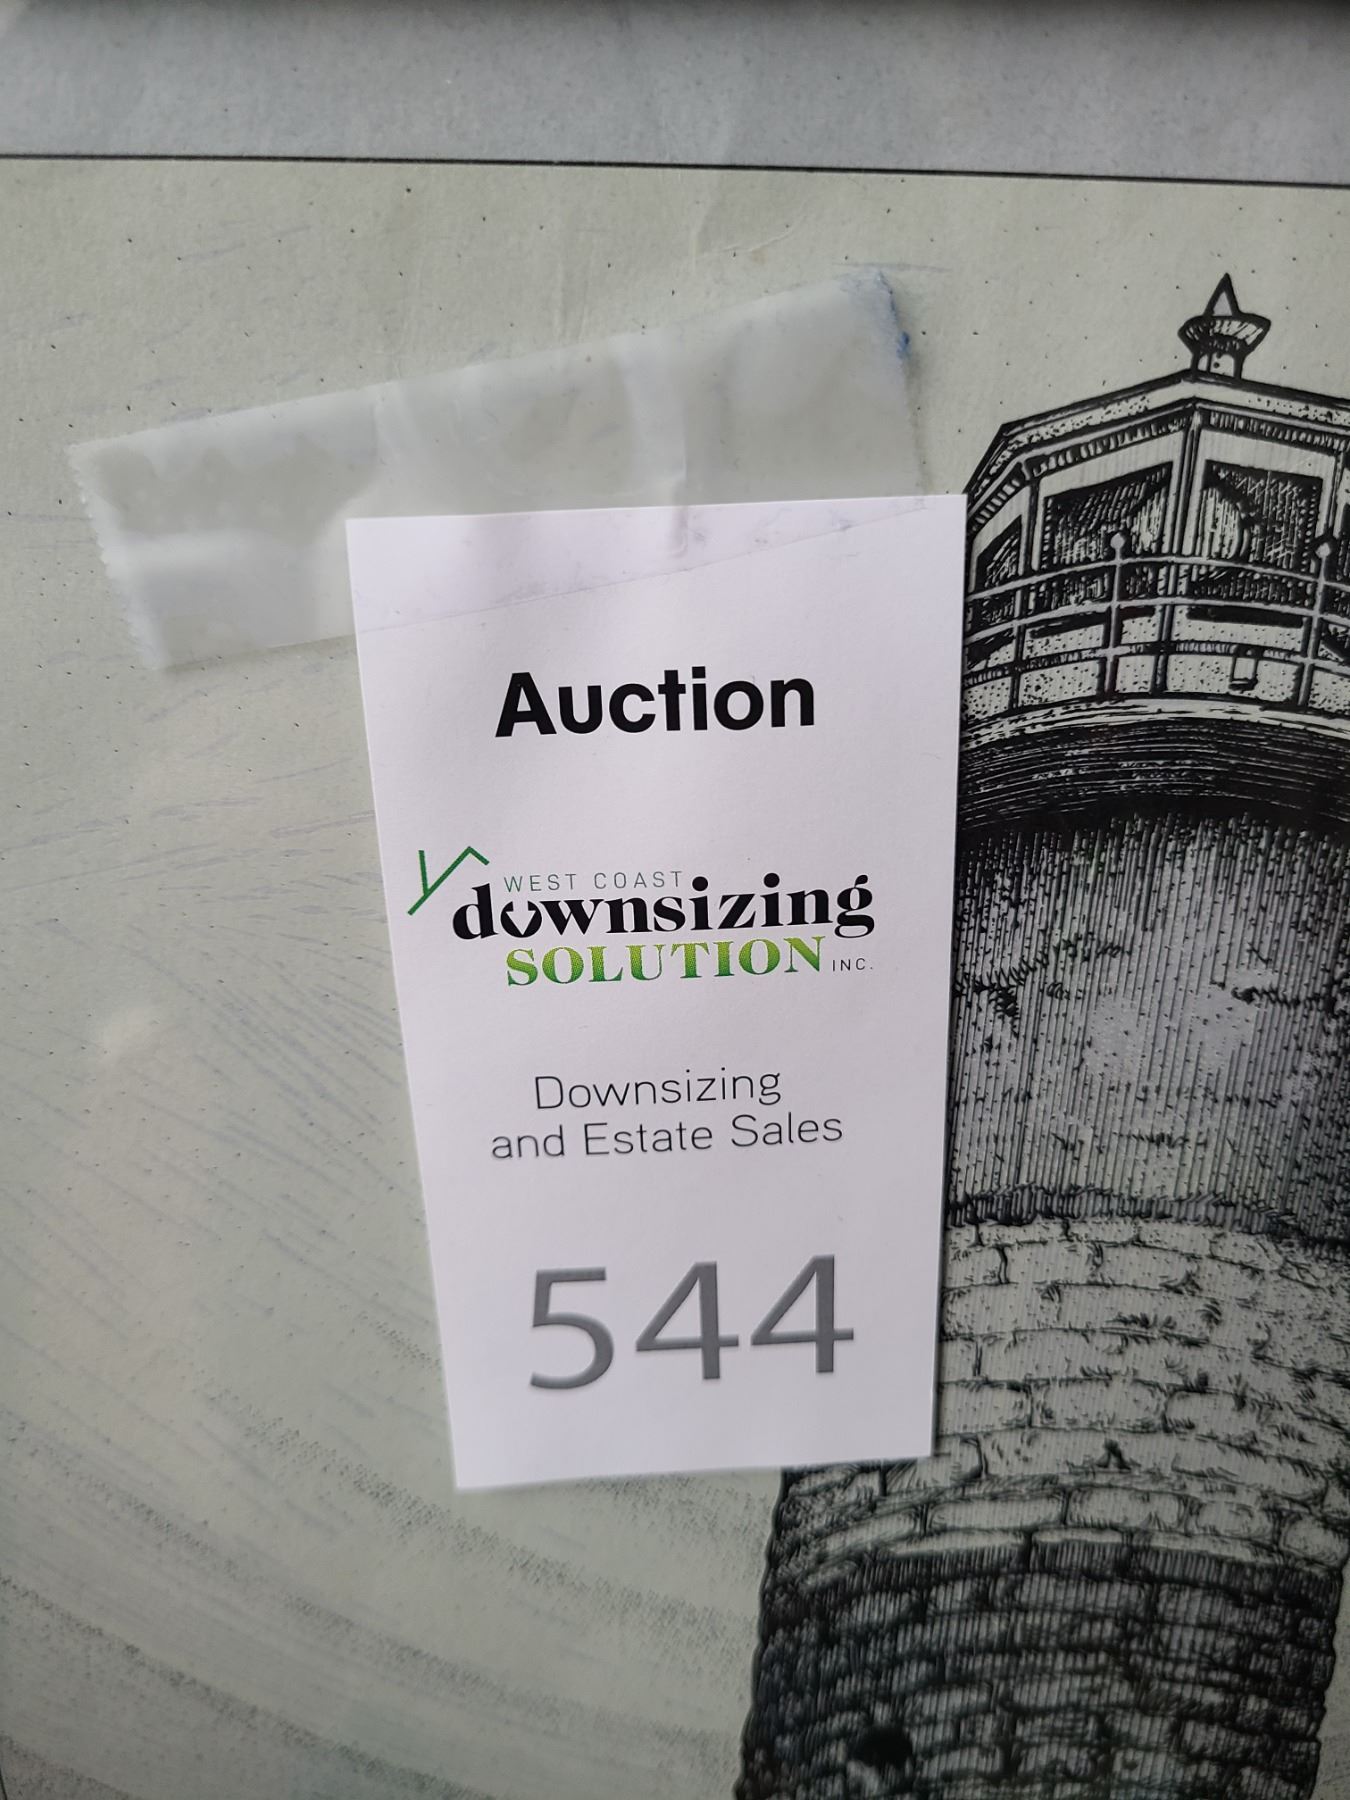 Auction
WEST COAST
downsizing
SOLUTION INC.
Downsizing
and Estate Sales
544